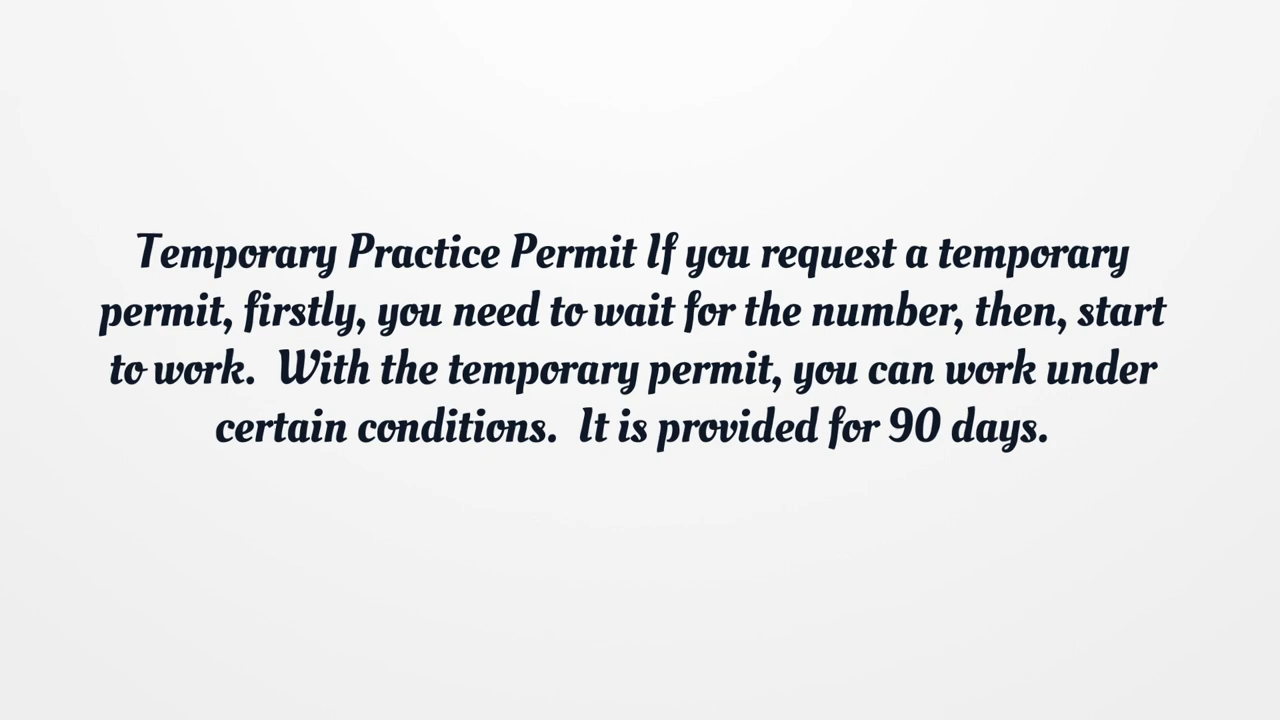 Temporary Practice Permit If you request a temporary
permit, firstly, you need to wait for the number, then, start
to work.  With the temporary permit, you can work under
certain conditions.  It is provided for 90 days.